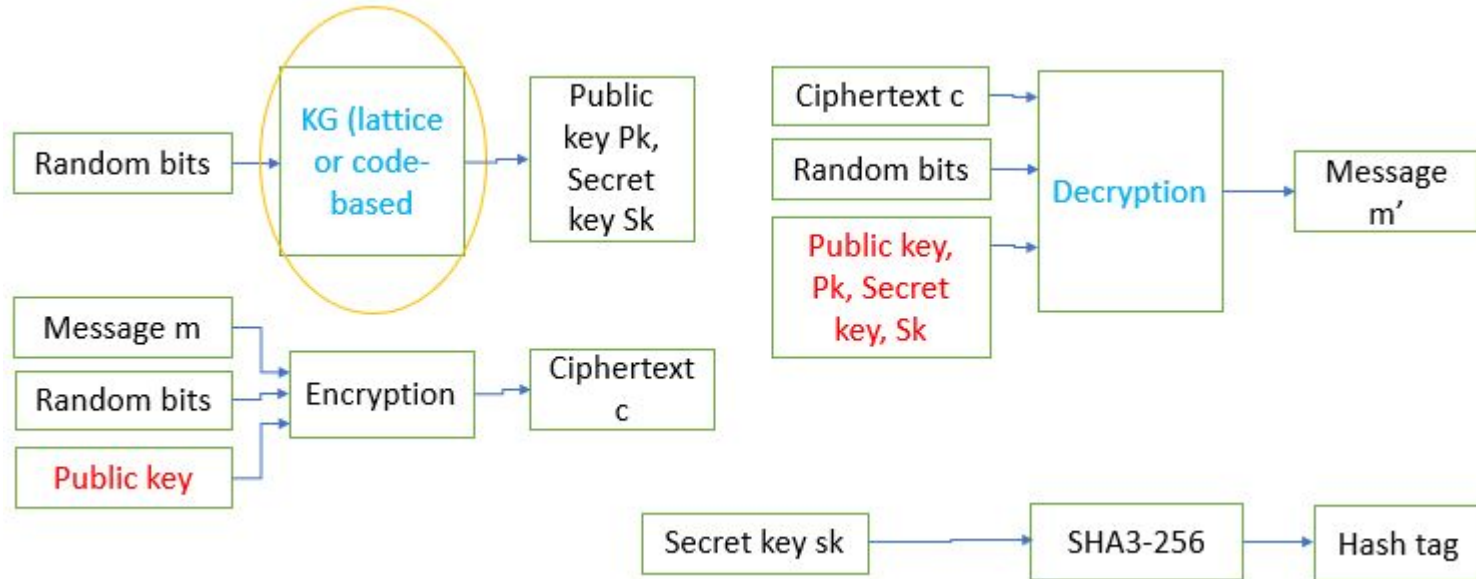 Random bits
KG (lattice
or code-
based
Public
key Pk,
Secret
key Sk
Message m
Random bits
Public key
Encryption
Ciphertext
c
Ciphertext c
Random bits
Public key,
Pk, Secret
key, Sk
Decryption
Message
m’
Secret key sk
SHA3-256
Hash tag